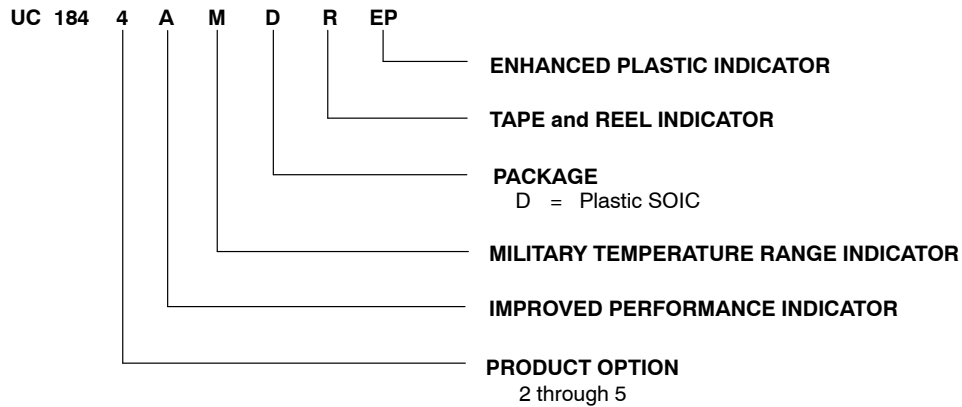 UC 184 4 A M D R EP
ENHANCED PLASTIC INDICATOR
TAPE and REEL INDICATOR
PACKAGE
D = Plastic SOIC
MILITARY TEMPERATURE RANGE INDICATOR
IMPROVED PERFORMANCE INDICATOR
PRODUCT OPTION
2 through 5